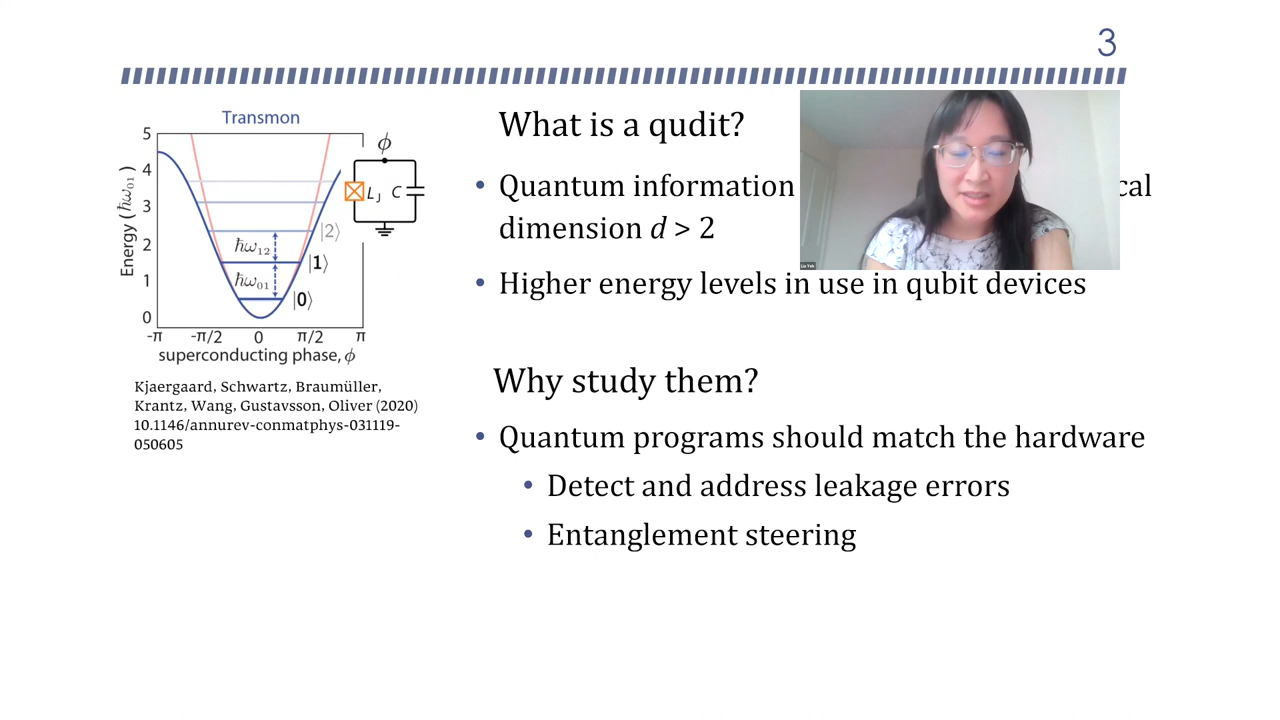 3
Transmon
Energy (ħω₀₁)
5
4
3
2
1
0
ϕ
L_J C
|2⟩
ħω₁₂
|1⟩
ħω₀₁
|0⟩
-π -π/2 0 π/2 π
superconducting phase, ϕ
Kjaergaard, Schwartz, Braumüller,
Krantz, Wang, Gustavsson, Oliver (2020)
10.1146/annurev-conmatphys-031119-
050605
What is a qudit?
• Quantum information cal
dimension d > 2
• Higher energy levels in use in qubit devices
Why study them?
• Quantum programs should match the hardware
• Detect and address leakage errors
• Entanglement steering